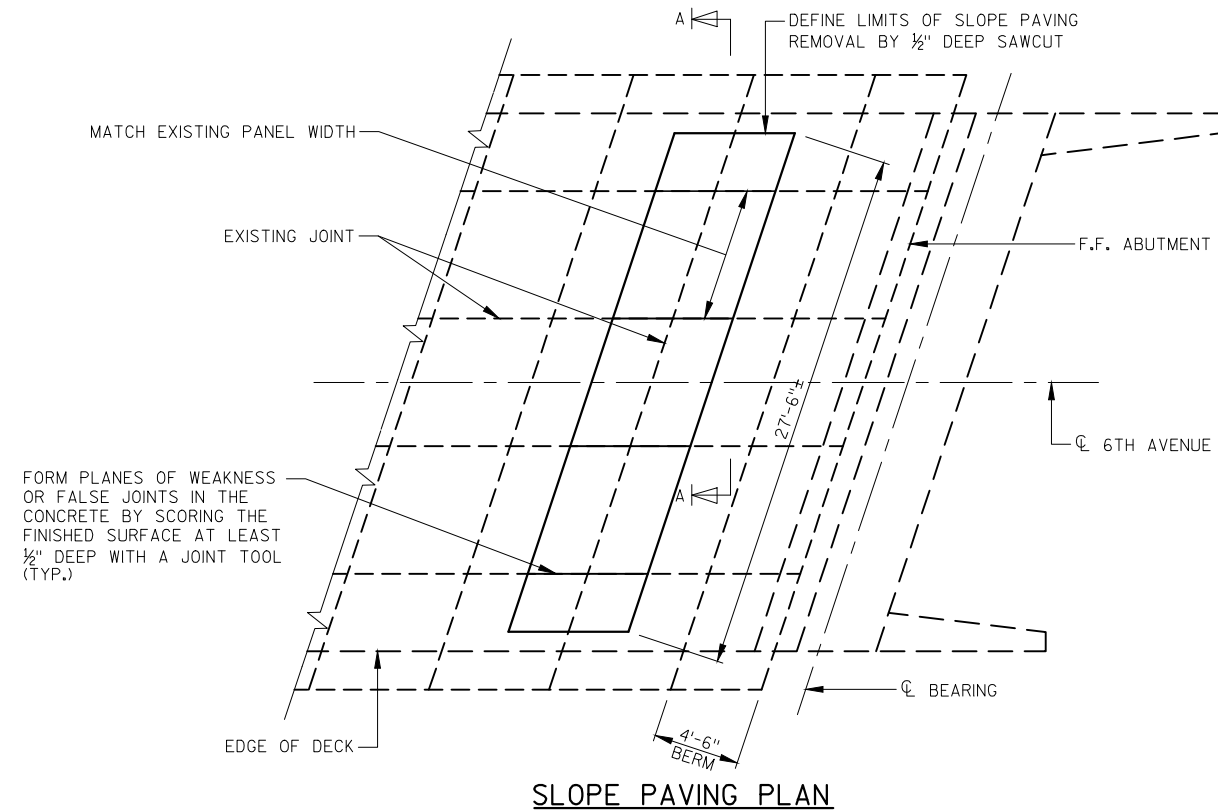 A
DEFINE LIMITS OF SLOPE PAVING
REMOVAL BY ½" DEEP SAWCUT
MATCH EXISTING PANEL WIDTH
EXISTING JOINT
F.F. ABUTMENT
27'-6"±
℄ 6TH AVENUE
FORM PLANES OF WEAKNESS
OR FALSE JOINTS IN THE
CONCRETE BY SCORING THE
FINISHED SURFACE AT LEAST
½" DEEP WITH A JOINT TOOL
(TYP.)
A
℄ BEARING
EDGE OF DECK
4'-6"
BERM
SLOPE PAVING PLAN